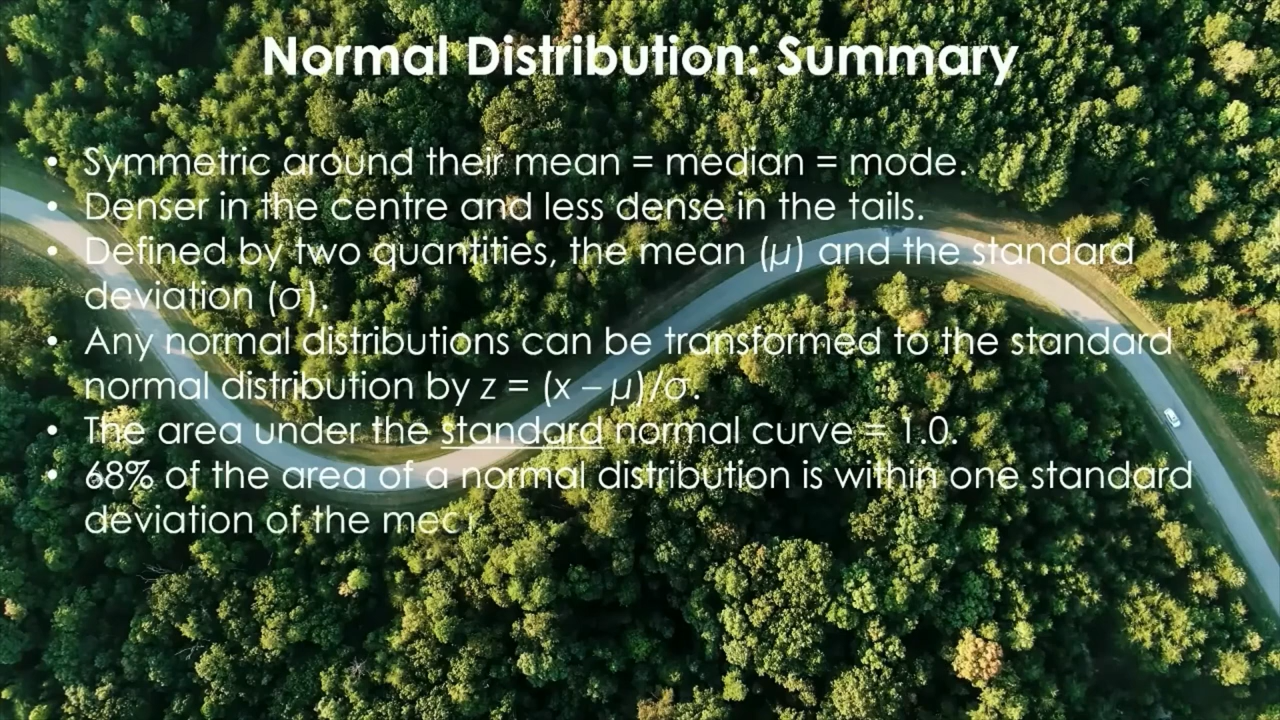 Normal Distribution: Summary
• Symmetric around their mean = median = mode.
• Denser in the centre and less dense in the tails.
• Defined by two quantities, the mean (μ) and the standard
deviation (σ).
• Any normal distributions can be transformed to the standard
normal distribution by z = (x – μ)/σ.
• The area under the standard normal curve = 1.0.
• 68% of the area of a normal distribution is within one standard
deviation of the